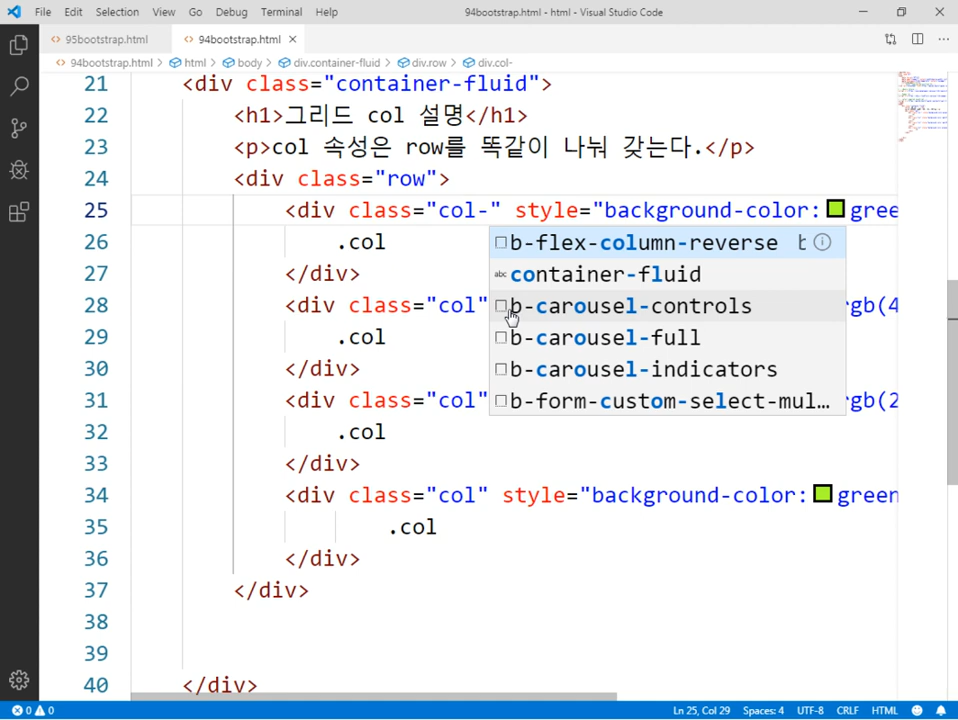 File Edit Selection View Go Debug Terminal Help 94bootstrap.html - html - Visual Studio Code
95bootstrap.html 94bootstrap.html
94bootstrap.html > html > body > div.container-fluid > div.row > div.col-
21 <div class="container-fluid">
22 <h1>그리드 col 설명</h1>
23 <p>col 속성은 row를 똑같이 나눠 갖는다.</p>
24 <div class="row">
25 <div class="col-" style="background-color: gree
26 .col
b-flex-column-reverse
27 </div>
container-fluid
28 <div class="col" rgb(4
b-carousel-controls
29 .col
b-carousel-full
30 </div>
b-carousel-indicators
31 <div class="col" rgb(2
b-form-custom-select-mul…
32 .col
33 </div>
34 <div class="col" style="background-color: green
35 .col
36 </div>
37 </div>
38
39
40 </div>
0 0 Ln 25, Col 29 Spaces: 4 UTF-8 CRLF HTML